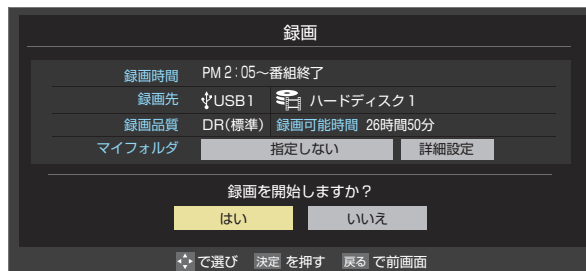 録画
録画時間 PM 2：05～番組終了
録画先 USB1 ハードディスク1
録画品質 DR(標準) 録画可能時間 26時間50分
マイフォルダ 指定しない 詳細設定
録画を開始しますか？
はい いいえ
で選び 決定 を押す 戻る で前画面